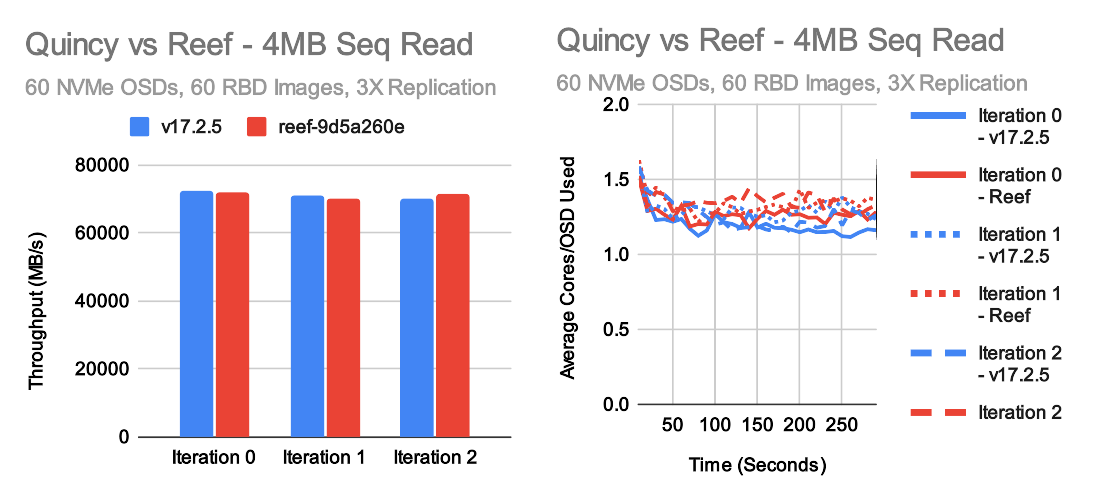 Quincy vs Reef - 4MB Seq Read
60 NVMe OSDs, 60 RBD Images, 3X Replication
v17.2.5
reef-9d5a260e
Throughput (MB/s)
80000
60000
40000
20000
0
Iteration 0
Iteration 1
Iteration 2
Quincy vs Reef - 4MB Seq Read
60 NVMe OSDs, 60 RBD Images, 3X Replication
Average Cores/OSD Used
2.0
1.5
1.0
0.5
0.0
50
100
150
200
250
Time (Seconds)
Iteration 0
- v17.2.5
Iteration 0
- Reef
Iteration 1
- v17.2.5
Iteration 1
- Reef
Iteration 2
- v17.2.5
Iteration 2